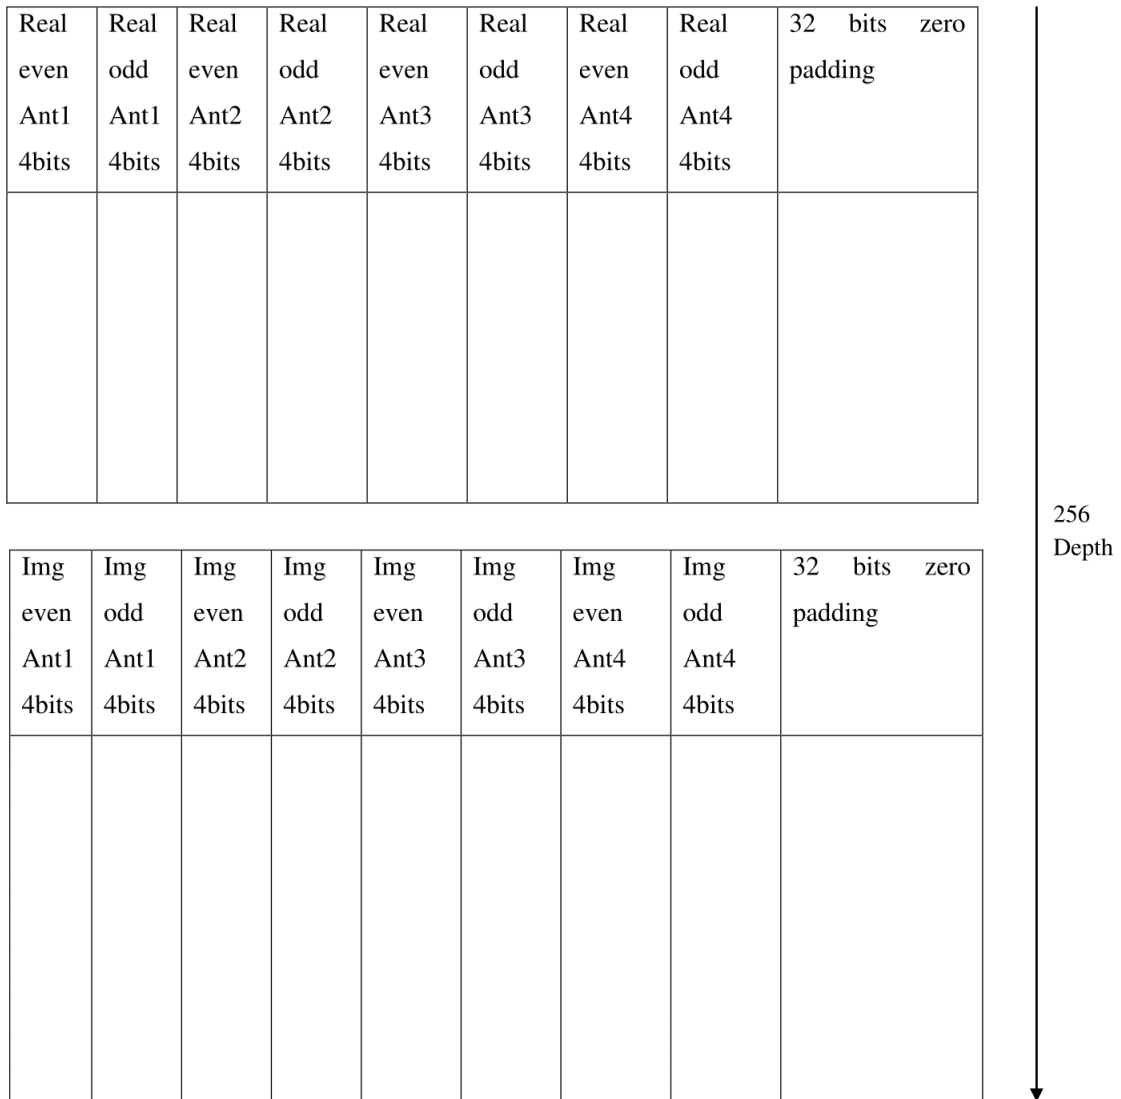 Real Real Real Real Real Real Real Real 32 bits zero
even odd even odd even odd even odd padding
Ant1 Ant1 Ant2 Ant2 Ant3 Ant3 Ant4 Ant4
4bits 4bits 4bits 4bits 4bits 4bits 4bits 4bits
256
Depth
Img Img Img Img Img Img Img Img 32 bits zero
even odd even odd even odd even odd padding
Ant1 Ant1 Ant2 Ant2 Ant3 Ant3 Ant4 Ant4
4bits 4bits 4bits 4bits 4bits 4bits 4bits 4bits